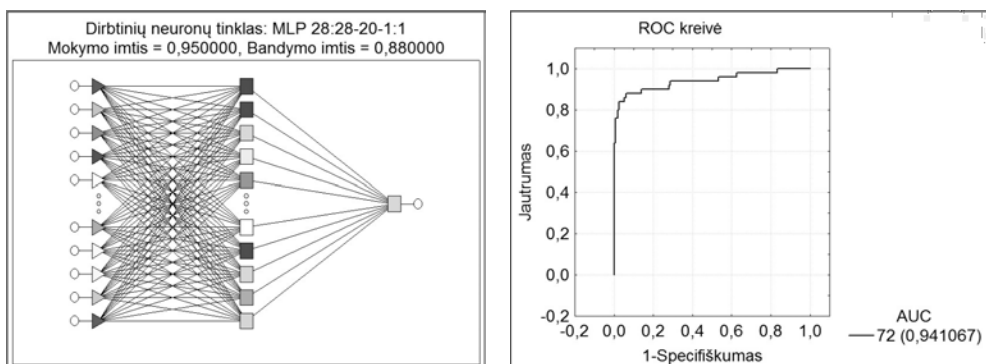 Dirbtinių neuronų tinklas: MLP 28:28-20-1:1
Mokymo imtis = 0,950000, Bandymo imtis = 0,880000
ROC kreivė
1,0
0,8
0,6
0,4
0,2
0,0
-0,2
Jautrumas
-0,2 0,0 0,2 0,4 0,6 0,8 1,0
1-Specifiškumas
AUC
72 (0,941067)